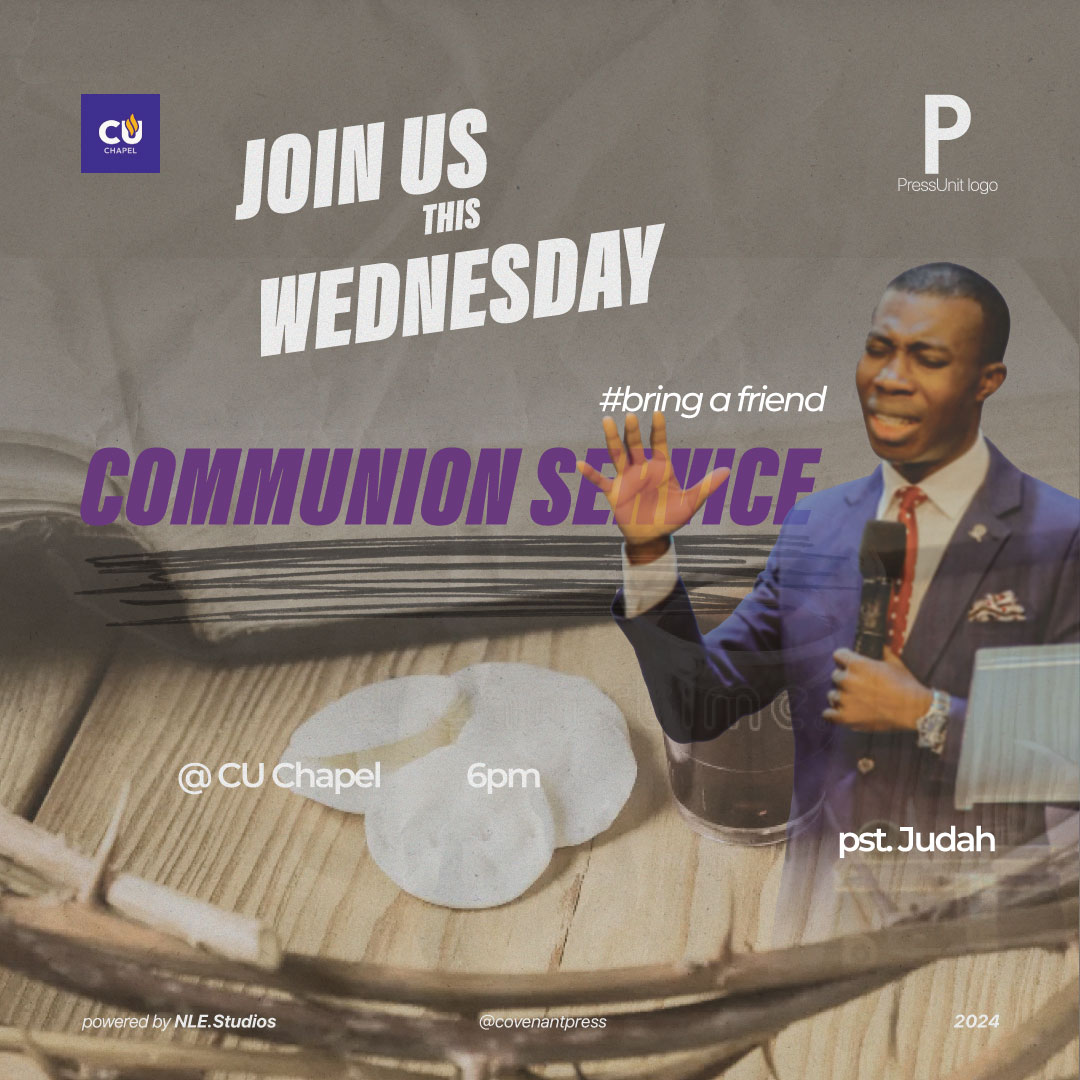 CU
CHAPEL
P
PressUnit logo
JOIN US
THIS
WEDNESDAY
#bring a friend
COMMUNION SERVICE
@ CU Chapel
6pm
pst. Judah
powered by NLE.Studios
@covenantpress
2024